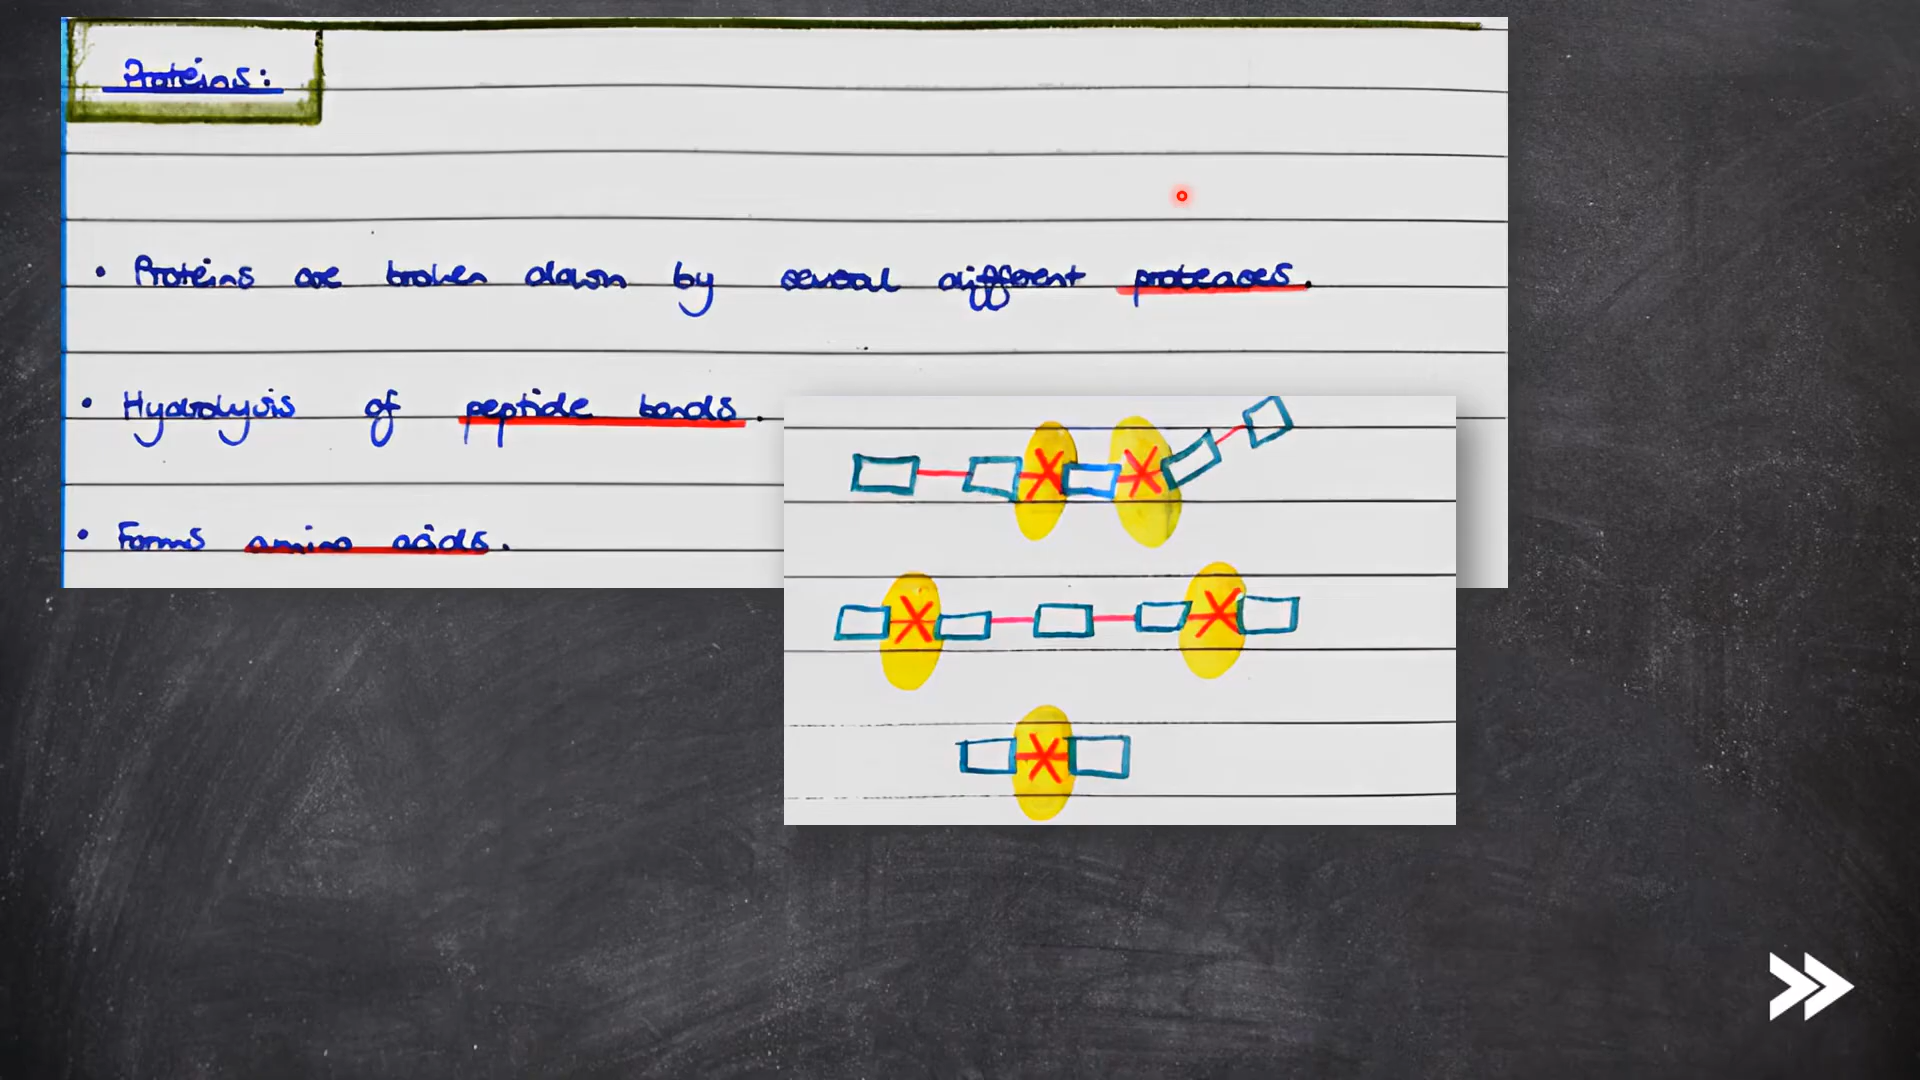 Proteins:
• Proteins are broken down by several different proteases.
• Hydrolysis of peptide bonds.
• Forms amino acids.